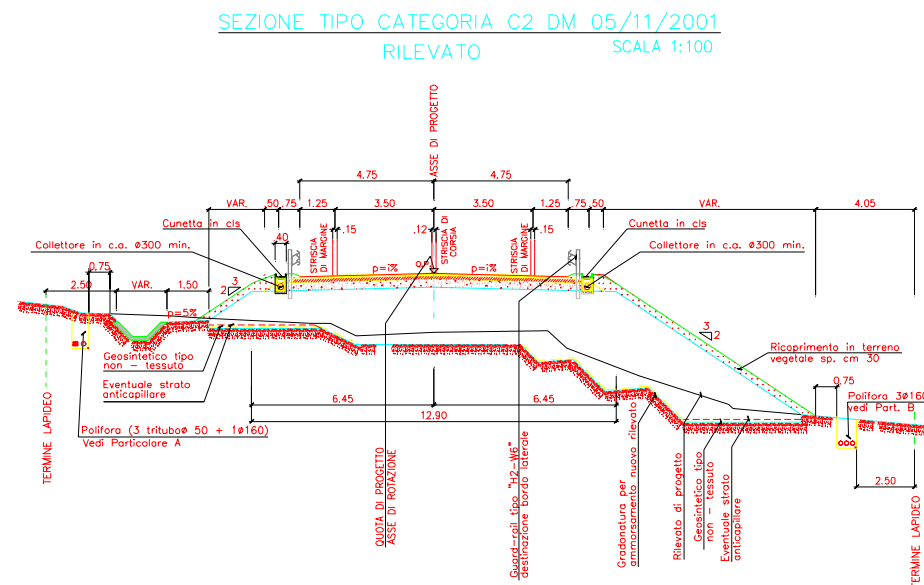 SEZIONE TIPO CATEGORIA C2 DM 05/11/2001
RILEVATO
SCALA 1:100
ASSE DI PROGETTO
4.75
4.75
VAR.
.50
.75
1.25
3.50
3.50
1.25
.75
.50
VAR.
4.05
Cunetta in cls
.40
STRISCIA
DI MARGINE
.15
.12
STRISCIA DI
CORSIA
STRISCIA
DI MARGINE
.15
Cunetta in cls
Collettore in c.a. ø300 min.
Collettore in c.a. ø300 min.
0.75
2.50
VAR.
1.50
3
2
p=i%
p=i%
p=5%
3
2
Geosintetico tipo
non - tessuto
Eventuale strato
anticapillare
Ricoprimento in terreno
vegetale sp. cm 30
0.75
Polifora 3ø160
vedi Part. B
6.45
6.45
12.90
Polifora (3 trituboø 50 + 1ø160)
Vedi Particolare A
TERMINE LAPIDEO
QUOTA DI PROGETTO
ASSE DI ROTAZIONE
Guard-rail tipo "H2-W6"
destinazione bordo laterale
Gradonatura per
ammorsamento nuovo rilevato
Rilevato di progetto
Geosintetico tipo
non - tessuto
Eventuale strato
anticapillare
2.50
TERMINE LAPIDEO